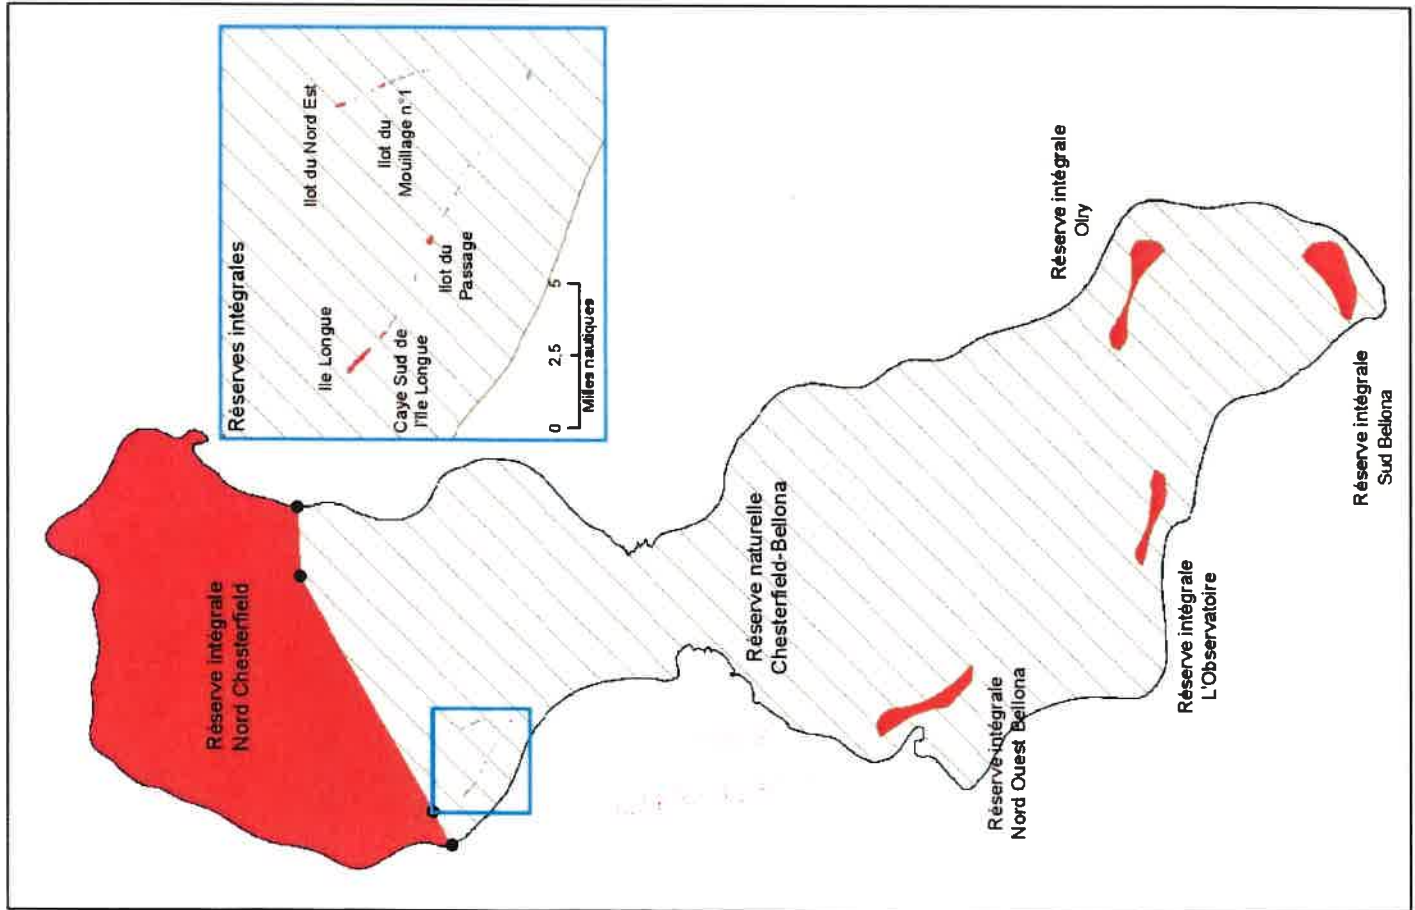 Réserves intégrales
Ilot du Nord Est
Ilot du
Mouillage n°1
Ile Longue
Ilot du
Passage
Caye Sud de
l'Ile Longue
0 2,5 5
Milles nautiques
Réserve intégrale
Nord Chesterfield
Réserve naturelle
Chesterfield-Bellona
Réserve intégrale
Olry
Réserve intégrale
Sud Bellona
Réserve intégrale
L'Observatoire
Réserve intégrale
Nord Ouest Bellona